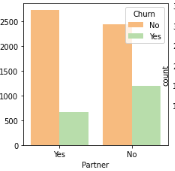 Churn
No
Yes
2500
2000
1500
1000
500
0
Yes
No
Partner
count